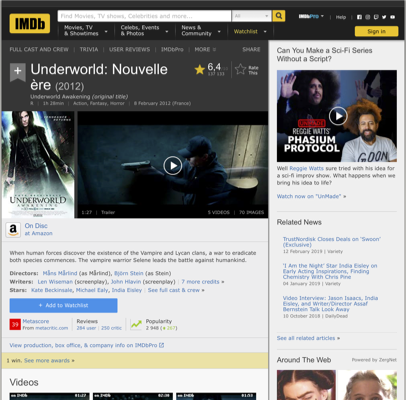 IMDb
Find Movies, TV shows, Celebrities and more...
All
IMDbPro
Help
Movies, TV
& Showtimes
Celebs, Events
& Photos
News &
Community
Watchlist
Sign in
FULL CAST AND CREW | TRIVIA | USER REVIEWS | IMDbPro | MORE
SHARE
Underworld: Nouvelle
ère (2012)
6,4
Rate
This
Underworld Awakening (original title)
R | 1h 28min | Action, Fantasy, Horror | 8 February 2012 (France)
UNDERWORLD
AWAKENING
1:27 | Trailer
5 VIDEOS | 70 IMAGES
On Disc
at Amazon
When human forces discover the existence of the Vampire and Lycan clans, a war to eradicate
both species commences. The vampire warrior Selene leads the battle against humankind.
Directors: Måns Mårlind (as Mårlind), Björn Stein (as Stein)
Writers: Len Wiseman (screenplay), John Hlavin (screenplay) | 7 more credits »
Stars: Kate Beckinsale, Michael Ealy, India Eisley | See full cast & crew »
+ Add to Watchlist
39
Metascore
From metacritic.com
Reviews
284 user | 250 critic
Popularity
2 948
View production, box office, & company info on IMDbPro
1 win. See more awards »
Videos
Can You Make a Sci-Fi Series
Without a Script?
REGGIE WATTS'
PHASIUM
PROTOCOL
Well Reggie Watts sure tried with his idea for
a sci-fi improv show. What happens when we
bring his idea to life?
Watch now on "UnMade" »
Related News
TrustNordisk Closes Deals on 'Swoon'
(Exclusive)
12 February 2019 | Variety
'I Am the Night' Star India Eisley on
Early Acting Inspirations, Finding
Chemistry With Chris Pine
04 January 2019 | Variety
Video Interview: Jason Isaacs, India
Eisley, and Writer/Director Assaf
Bernstein Talk Look Away
10 October 2018 | DailyDead
See all related articles »
Around The Web
Powered by ZergNet